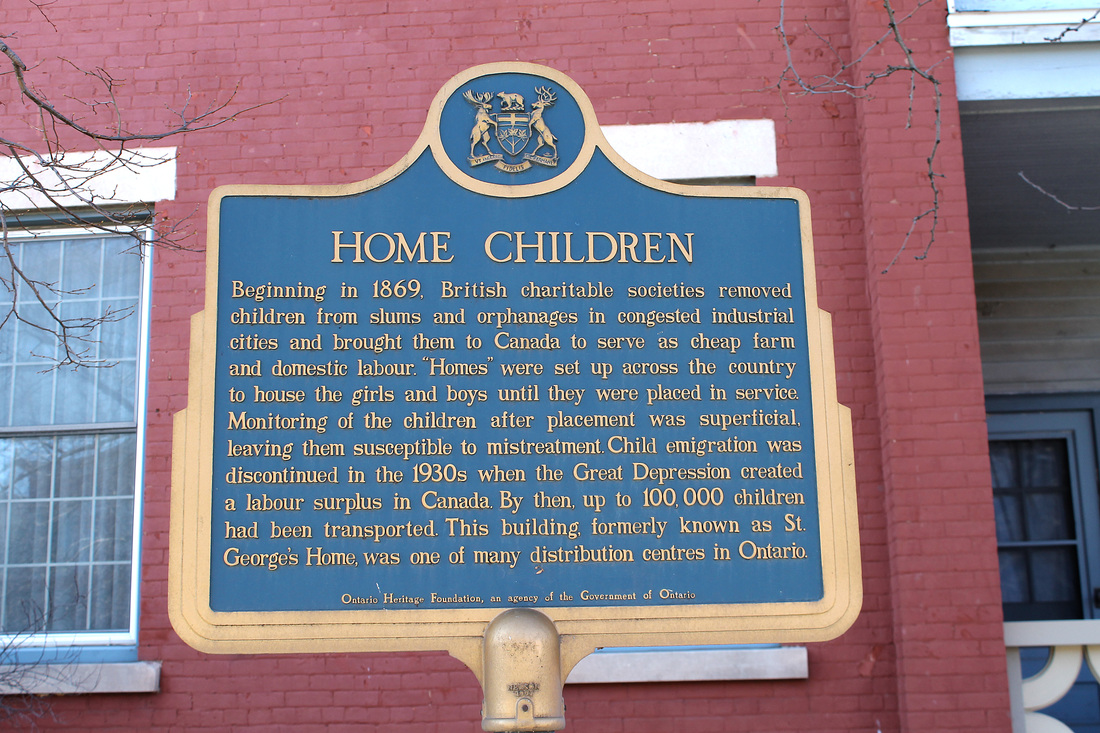 HOME CHILDREN
Beginning in 1869, British charitable societies removed
children from slums and orphanages in congested industrial
cities and brought them to Canada to serve as cheap farm
and domestic labour. "Homes" were set up across the country
to house the girls and boys until they were placed in service.
Monitoring of the children after placement was superficial,
leaving them susceptible to mistreatment. Child emigration was
discontinued in the 1930s when the Great Depression created
a labour surplus in Canada. By then, up to 100,000 children
had been transported. This building, formerly known as St.
George's Home, was one of many distribution centres in Ontario.
Ontario Heritage Foundation, an agency of the Government of Ontario